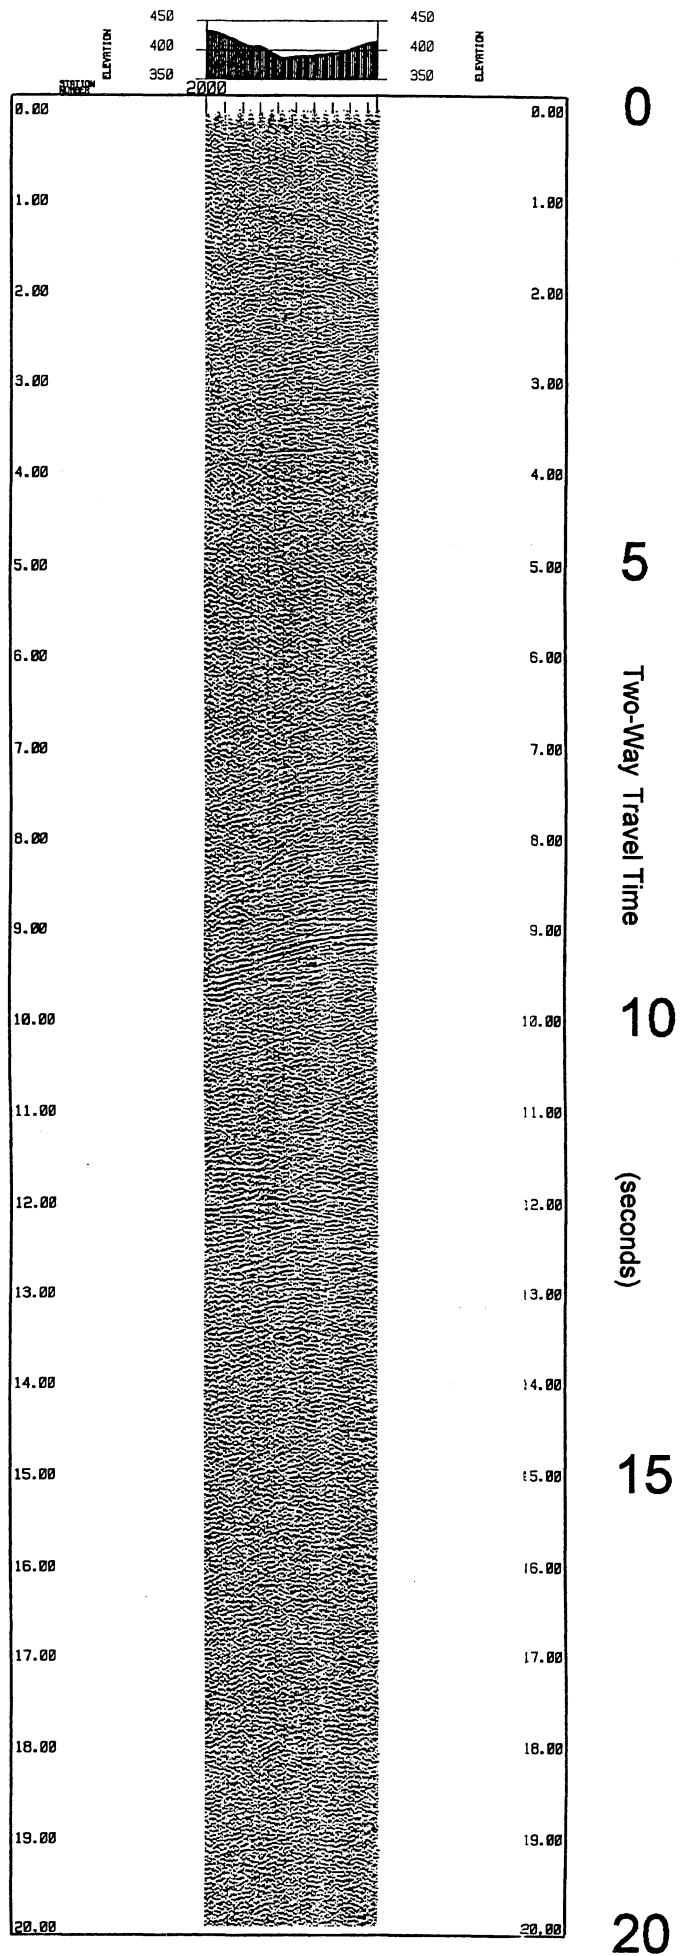 450 450
ELEVATION 400 400 ELEVATION
350 350
STATION
NUMBER 2000
0.00 0.00 0
1.00 1.00
2.00 2.00
3.00 3.00
4.00 4.00
5.00 5.00 5
6.00 6.00
7.00 7.00
Two-Way Travel Time
8.00 8.00
9.00 9.00
10.00 10.00 10
11.00 11.00
12.00 12.00
(seconds)
13.00 13.00
14.00 14.00
15.00 15.00 15
16.00 16.00
17.00 17.00
18.00 18.00
19.00 19.00
20.00 20.00 20